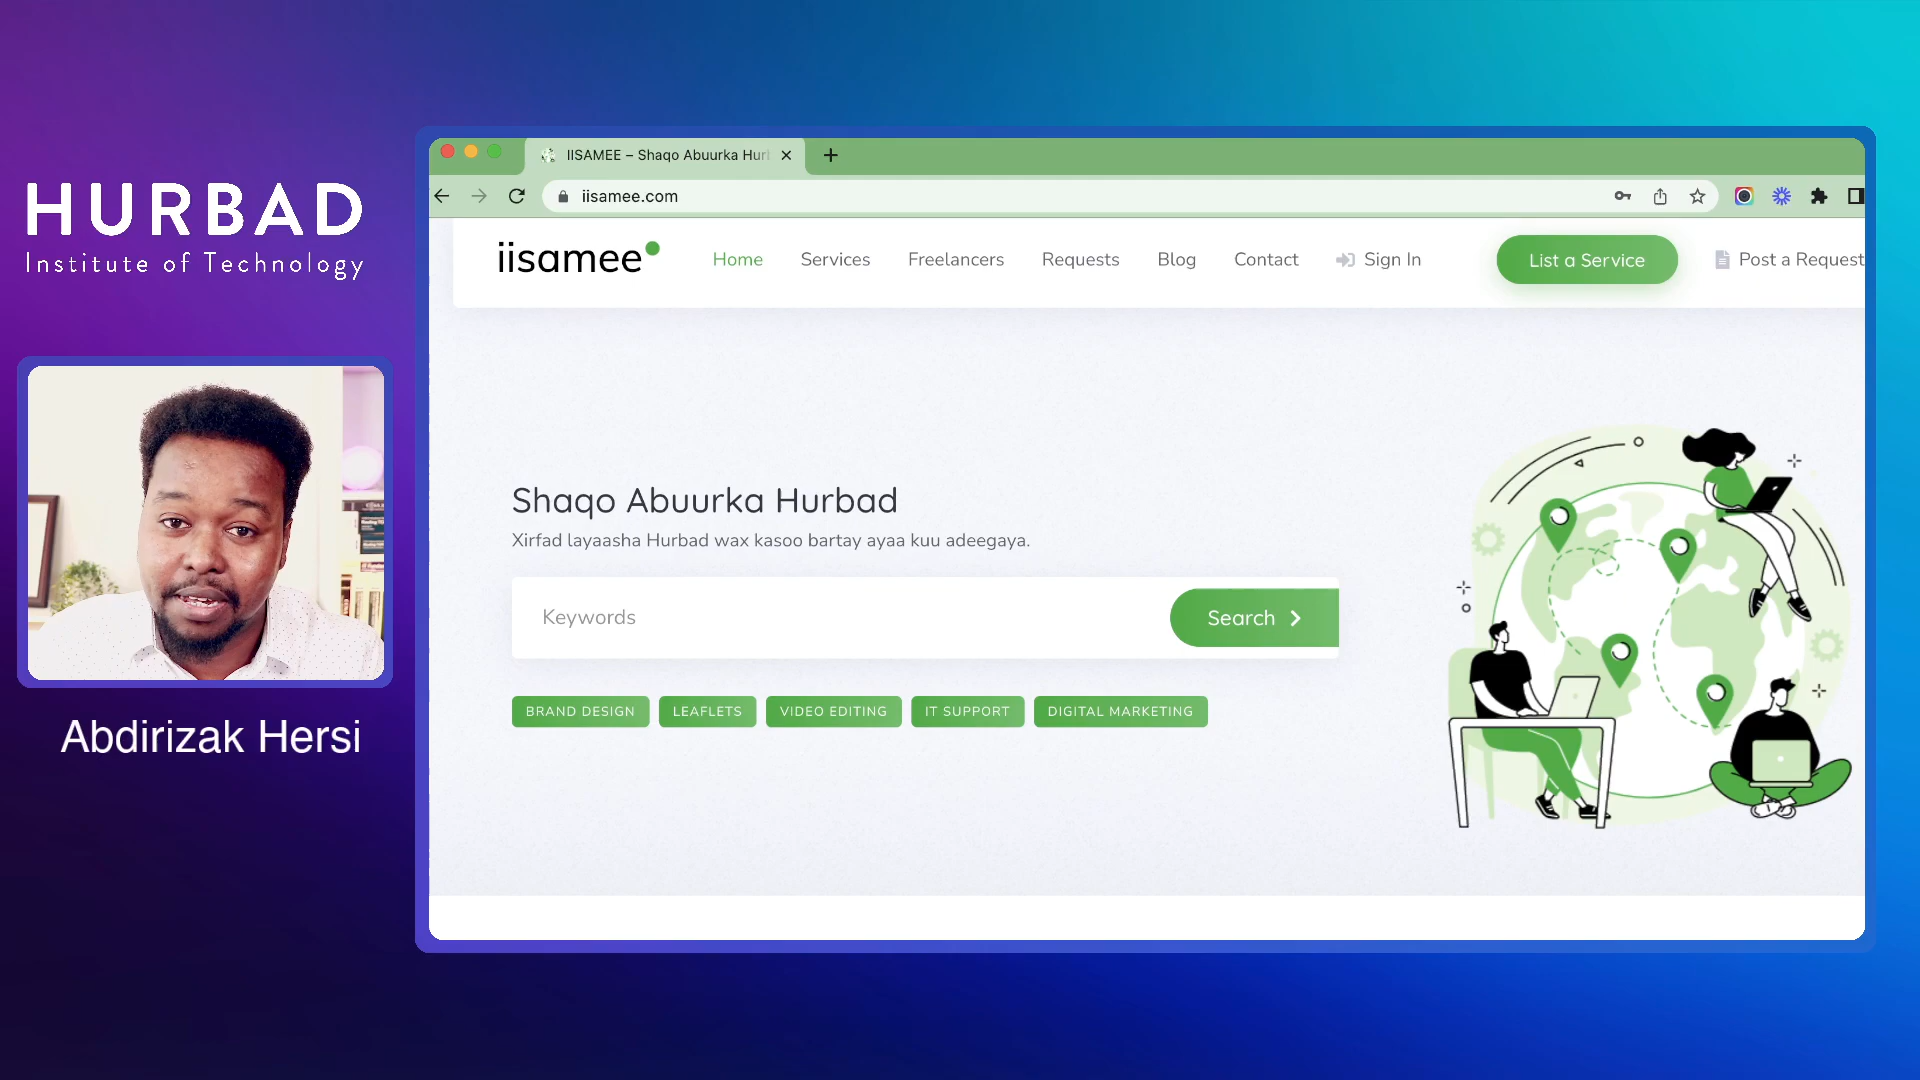 HURBAD
Institute of Technology
Abdirizak Hersi
IISAMEE – Shaqo Abuurka Hur
iisamee.com
iisamee
Home
Services
Freelancers
Requests
Blog
Contact
Sign In
List a Service
Post a Request
Shaqo Abuurka Hurbad
Xirfad layaasha Hurbad wax kasoo bartay ayaa kuu adeegaya.
Keywords
Search
BRAND DESIGN
LEAFLETS
VIDEO EDITING
IT SUPPORT
DIGITAL MARKETING